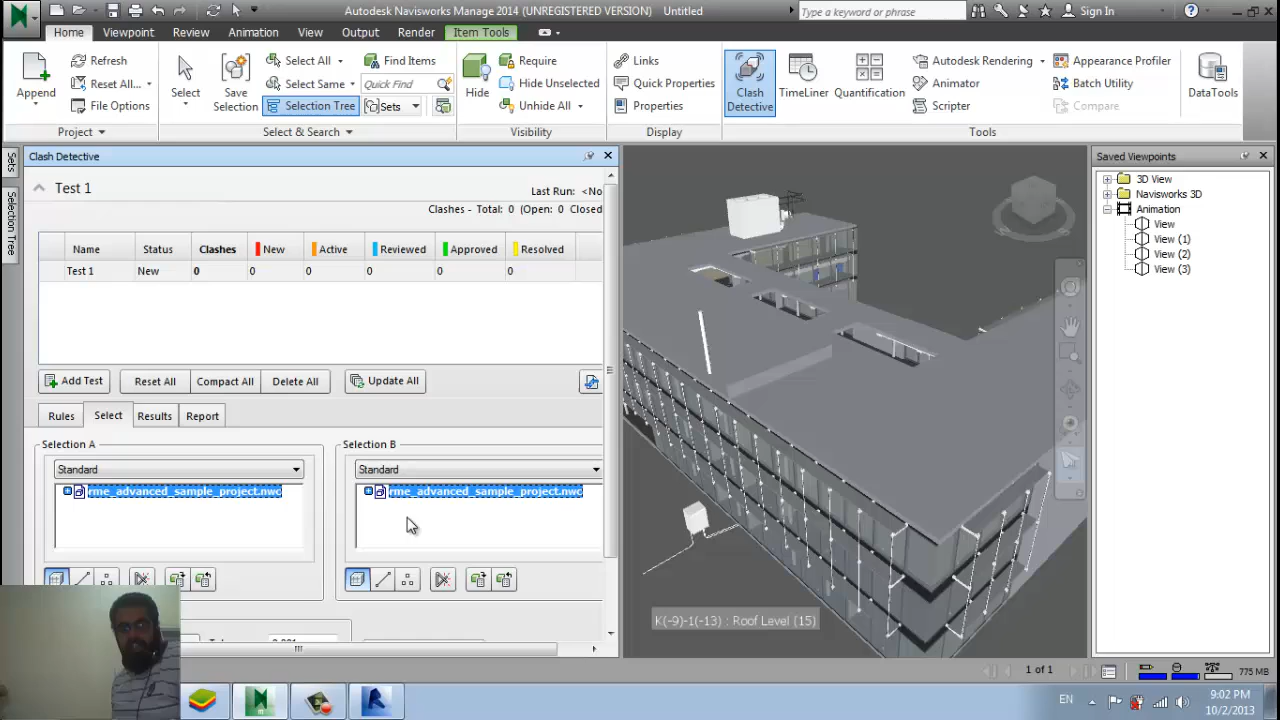 Autodesk Navisworks Manage 2014 (UNREGISTERED VERSION) Untitled
Type a keyword or phrase
Sign In
Home Viewpoint Review Animation View Output Render Item Tools
Append
Refresh
Reset All...
File Options
Project
Select
Save Selection
Select All
Select Same
Selection Tree
Find Items
Quick Find
Sets
Select & Search
Hide
Require
Hide Unselected
Unhide All
Visibility
Links
Quick Properties
Properties
Display
Clash Detective
TimeLiner
Quantification
Autodesk Rendering
Animator
Scripter
Appearance Profiler
Batch Utility
Compare
DataTools
Tools
Sets
Selection Tree
Clash Detective
Test 1
Last Run: <No
Clashes - Total: 0 (Open: 0 Closed
Name Status Clashes New Active Reviewed Approved Resolved
Test 1 New 0 0 0 0 0 0
Add Test Reset All Compact All Delete All Update All
Rules Select Results Report
Selection A
Standard
rme_advanced_sample_project.nwc
Selection B
Standard
rme_advanced_sample_project.nwc
K(-9)-1(-13) : Roof Level (15)
Saved Viewpoints
3D View
Navisworks 3D
Animation
View
View (1)
View (2)
View (3)
1 of 1
775 MB
EN
9:02 PM
10/2/2013